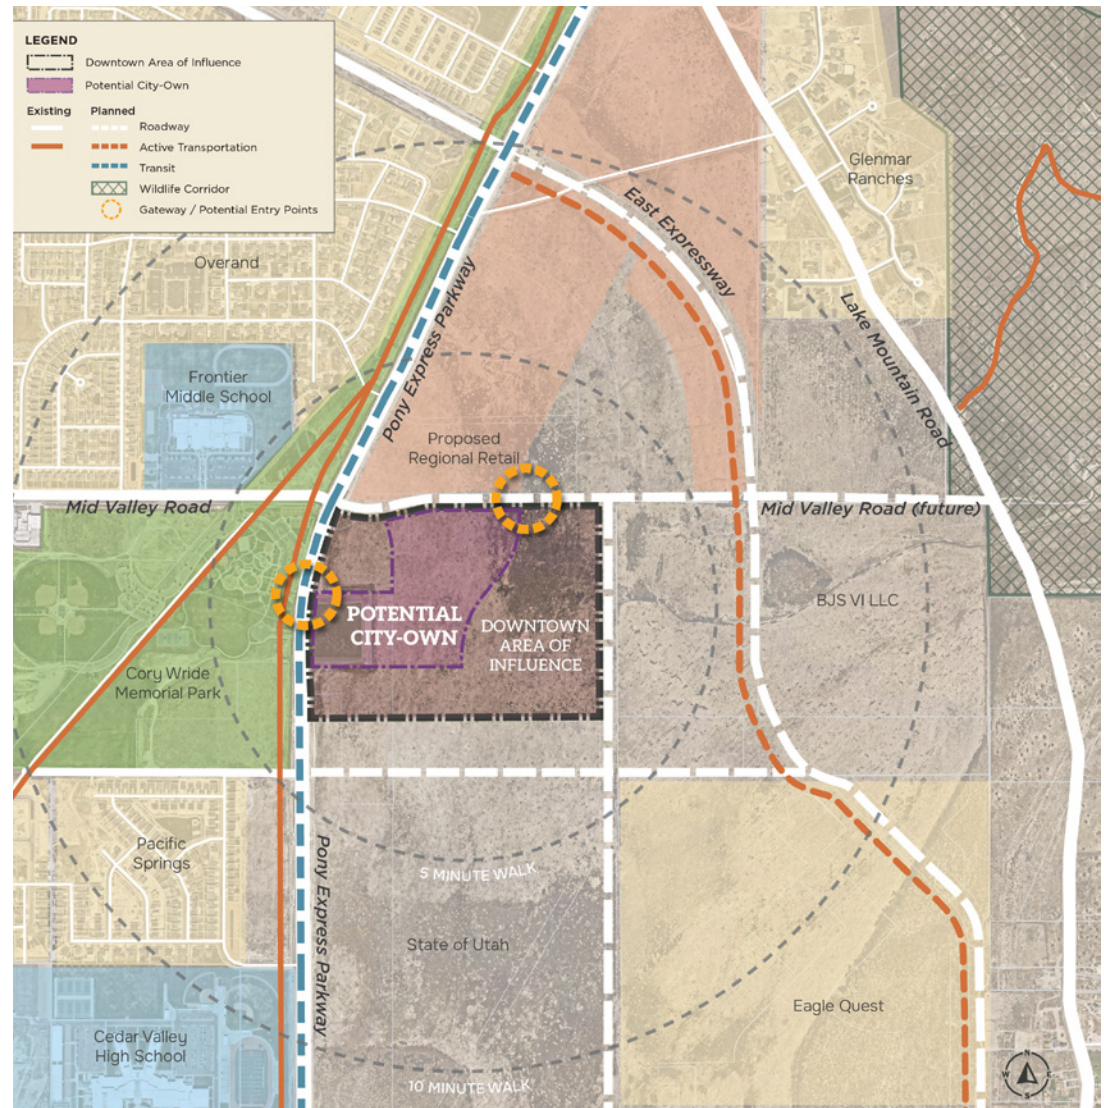 LEGEND
Downtown Area of Influence
Potential City-Own
Existing
Planned
Roadway
Active Transportation
Transit
Wildlife Corridor
Gateway / Potential Entry Points
Glenmar
Ranches
East Expressway
Overand
Pony Express Parkway
Lake Mountain Road
Frontier
Middle School
Proposed
Regional Retail
Mid Valley Road
Mid Valley Road (future)
BJS VI LLC
POTENTIAL
CITY-OWN
DOWNTOWN
AREA OF
INFLUENCE
Cory Wride
Memorial Park
Pacific
Springs
5 MINUTE WALK
Pony Express Parkway
State of Utah
Eagle Quest
Cedar Valley
High School
10 MINUTE WALK
N
W
E
S